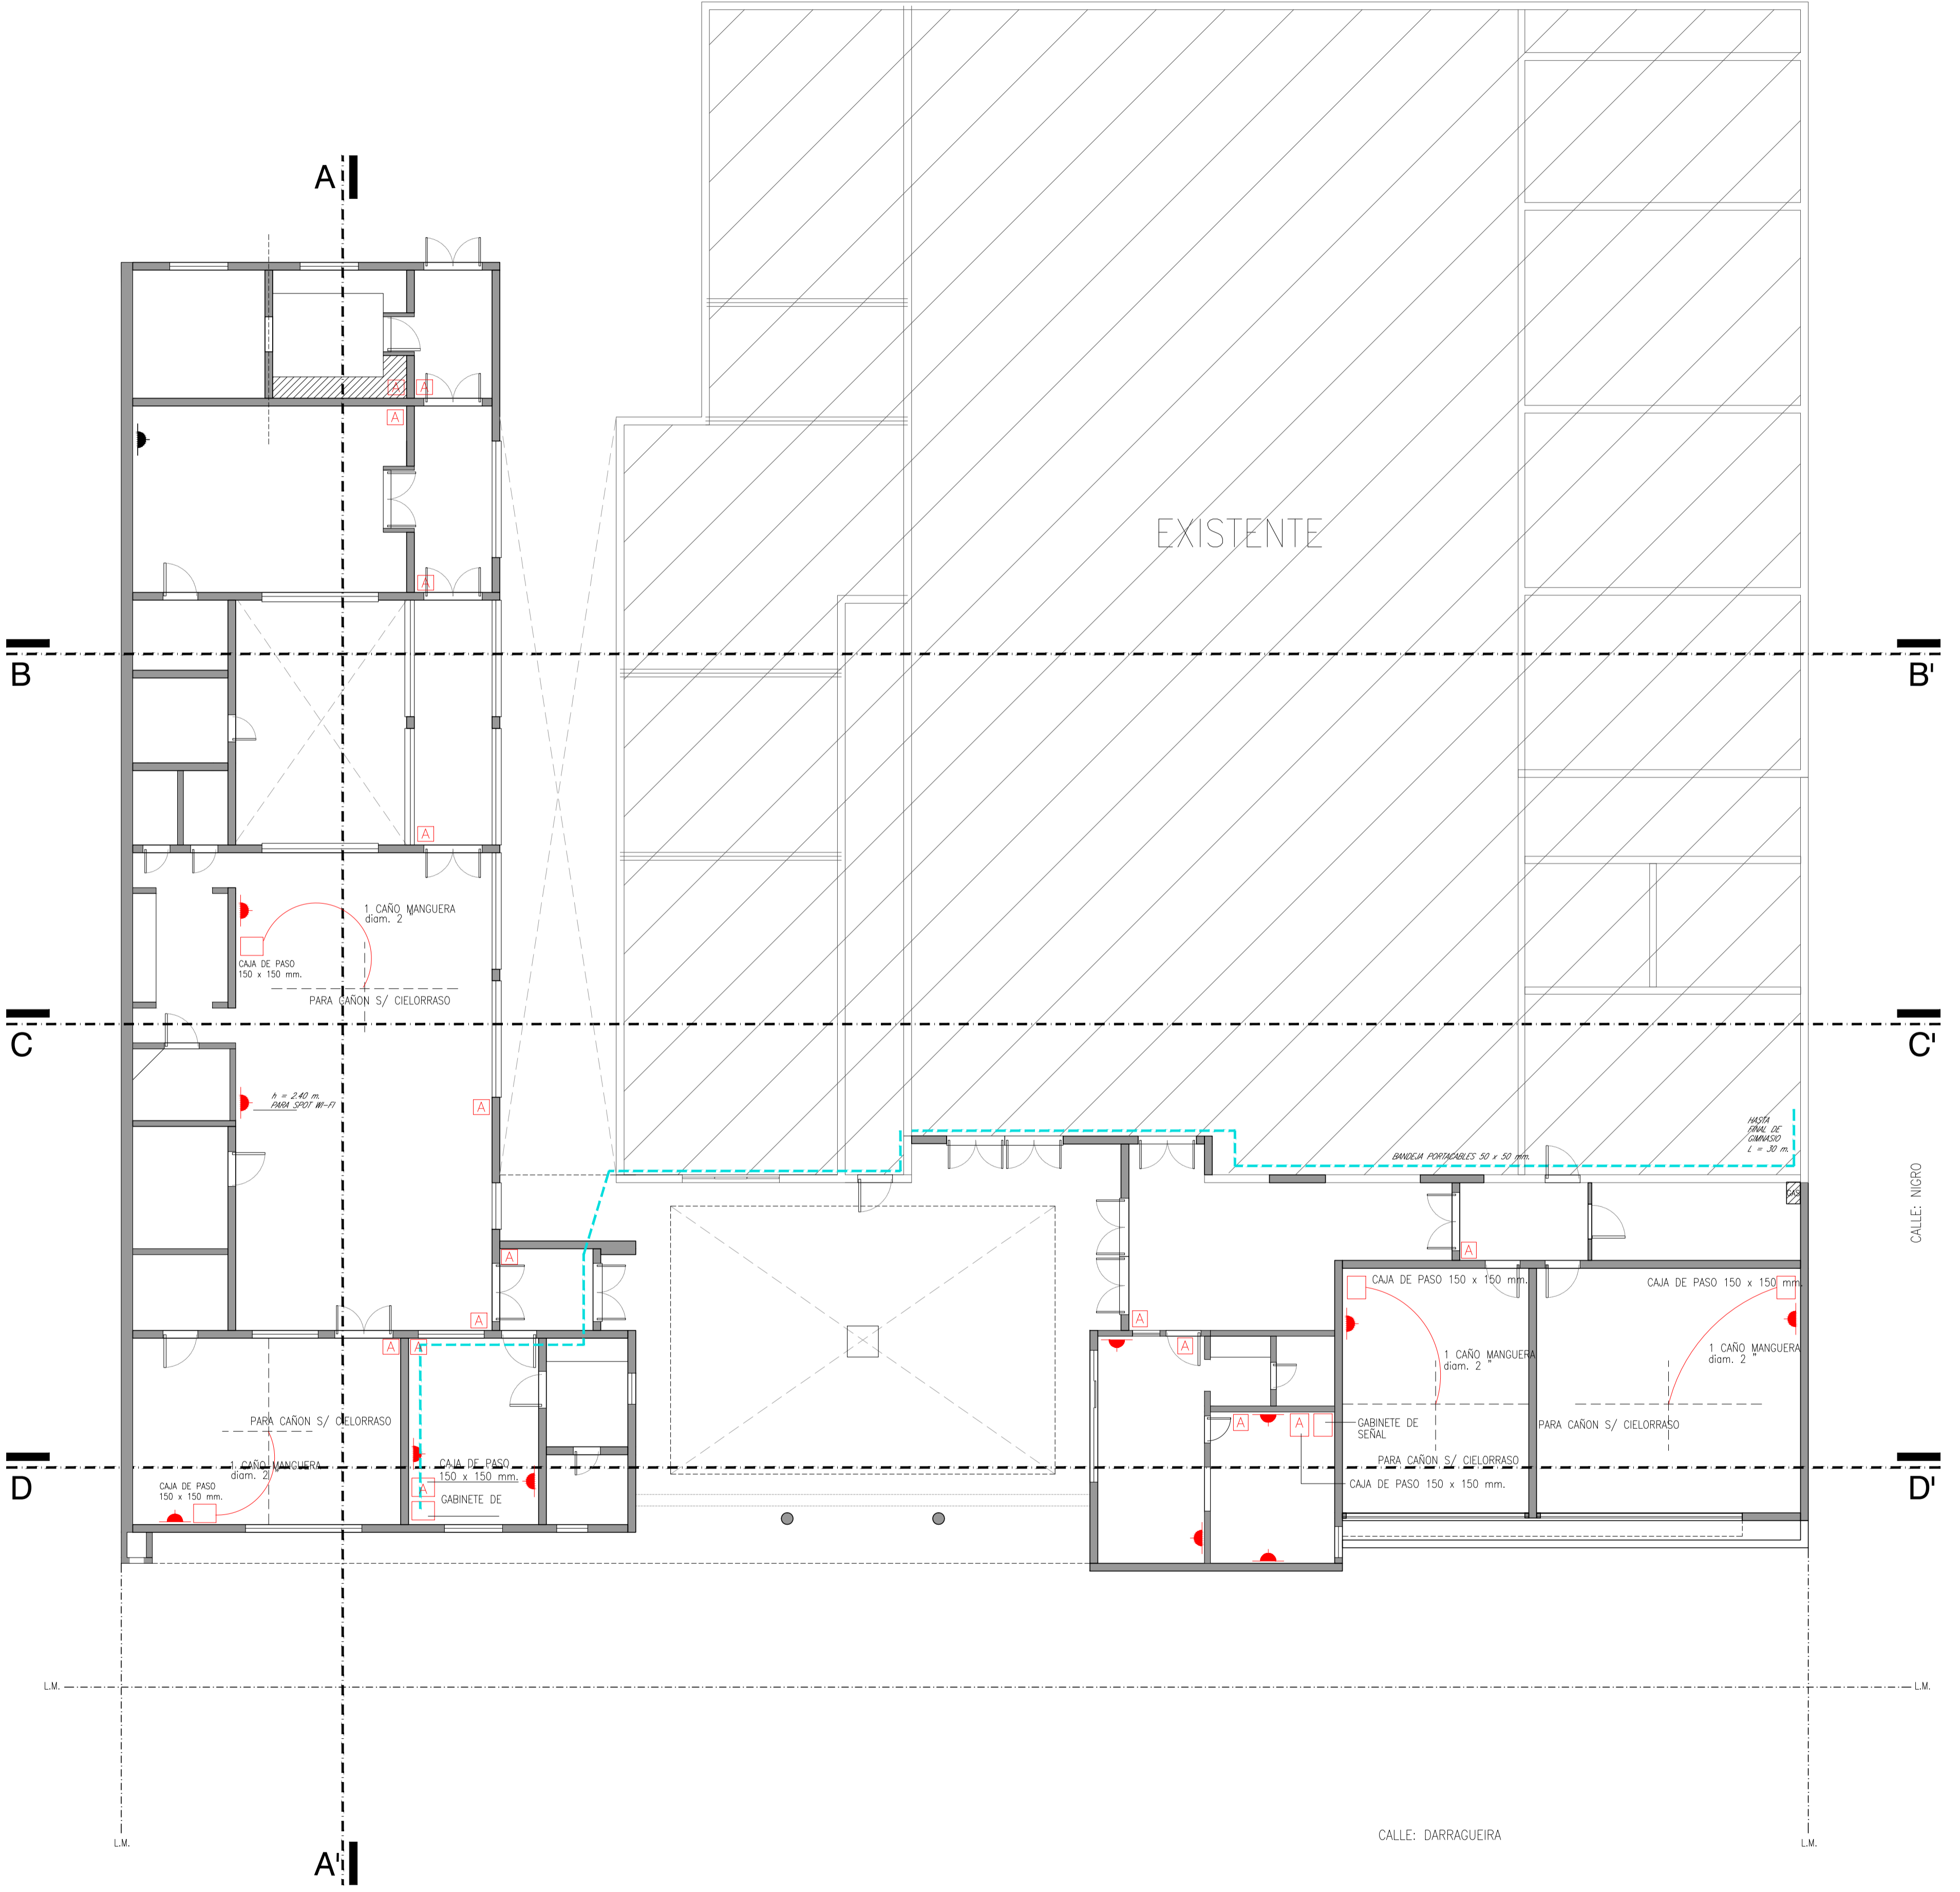 A
A A
A
EXISTENTE
A
B
B'
A
1 CAÑO MANGUERA
diam. 2 "
CAJA DE PASO
150 x 150 mm.
PARA CAÑON S/ CIELORRASO
C
C'
h = 2.40 m.
PARA SPOT WI-FI
A
HASTA
FINAL DE
GIMNASIO
L = 30 m.
BANDEJA PORTACABLES 50 x 50 mm.
CALLE: NIGRO
GAS
A
A
CAJA DE PASO 150 x 150 mm.
CAJA DE PASO 150 x 150 mm.
A
A
A
A
A
1 CAÑO MANGUERA
diam. 2 "
1 CAÑO MANGUERA
diam. 2 "
PARA CAÑON S/ CIELORRASO
A
A
GABINETE DE
SEÑAL
PARA CAÑON S/ CIELORRASO
PARA CAÑON S/ CIELORRASO
D
D'
1 CAÑO MANGUERA
diam. 2 "
CAJA DE PASO
150 x 150 mm.
CAJA DE PASO
150 x 150 mm.
A
GABINETE DE
CAJA DE PASO 150 x 150 mm.
L.M.
L.M.
CALLE: DARRAGUEIRA
L.M.
L.M.
A'